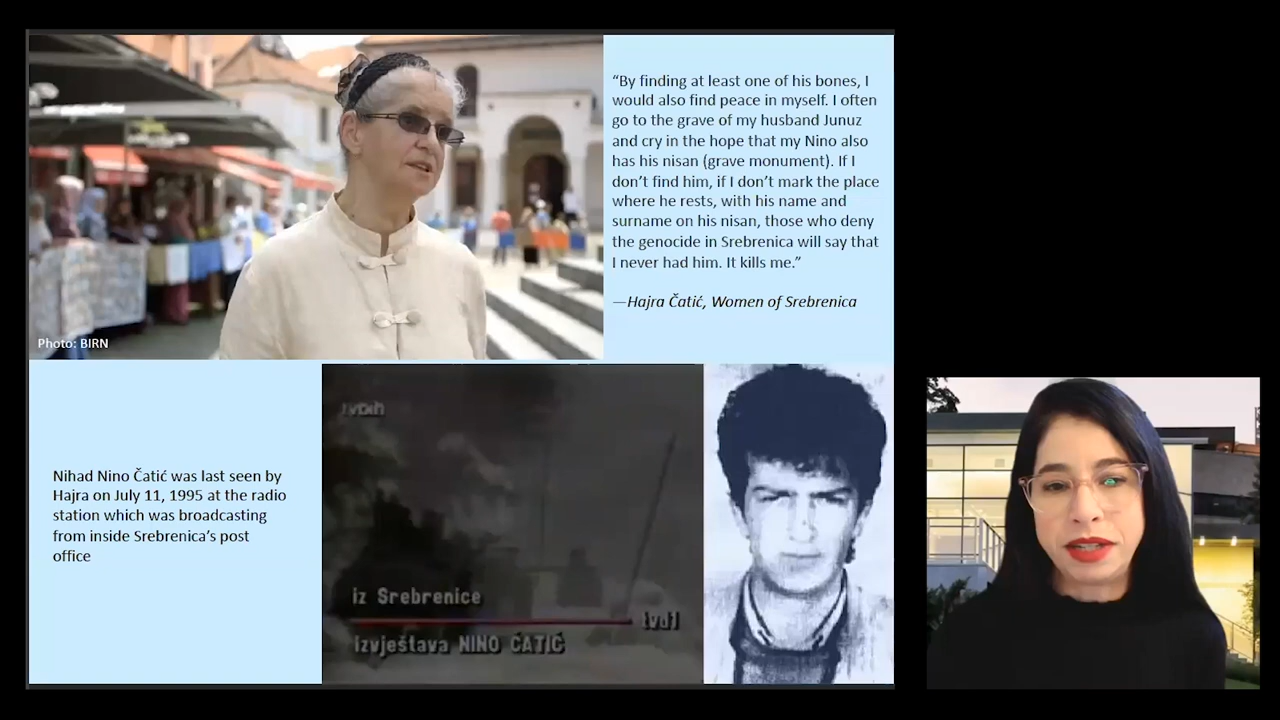 “By finding at least one of his bones, I
would also find peace in myself. I often
go to the grave of my husband Junuz
and cry in the hope that my Nino also
has his nisan (grave monument). If I
don’t find him, if I don’t mark the place
where he rests, with his name and
surname on his nisan, those who deny
the genocide in Srebrenica will say that
I never had him. It kills me.”
—Hajra Čatić, Women of Srebrenica
Photo: BIRN
Nihad Nino Čatić was last seen by
Hajra on July 11, 1995 at the radio
station which was broadcasting
from inside Srebrenica’s post
office
tvbih
iz Srebrenice
izvještava NINO ĆATIĆ